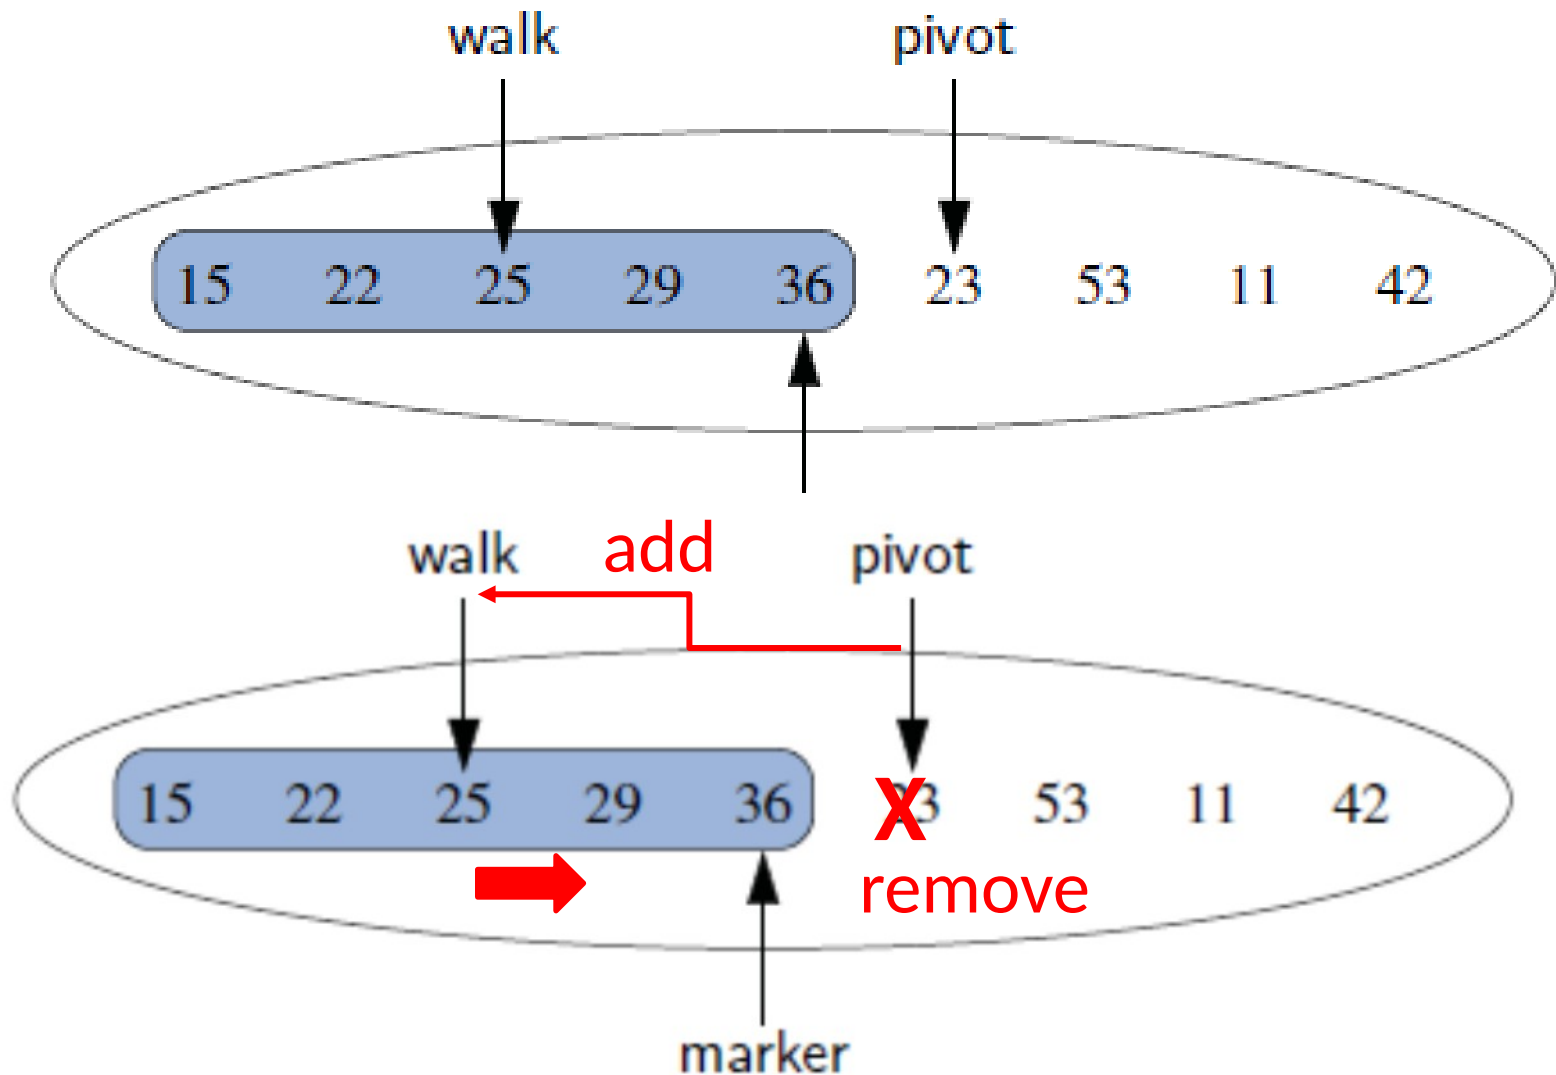 walk pivot
15 22 25 29 36 23 53 11 42
walk add pivot
15 22 25 29 36 X 23 53 11 42
remove
marker